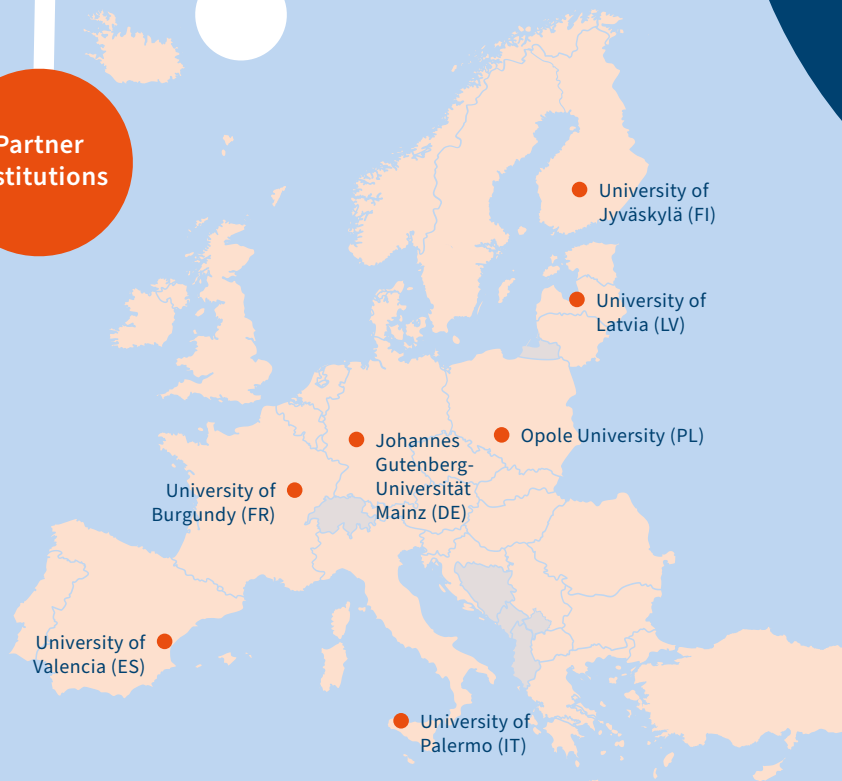 Partner
stitutions
University of
Jyväskylä (FI)
University of
Latvia (LV)
Johannes
Gutenberg-
Universität
Mainz (DE)
Opole University (PL)
University of
Burgundy (FR)
University of
Valencia (ES)
University of
Palermo (IT)